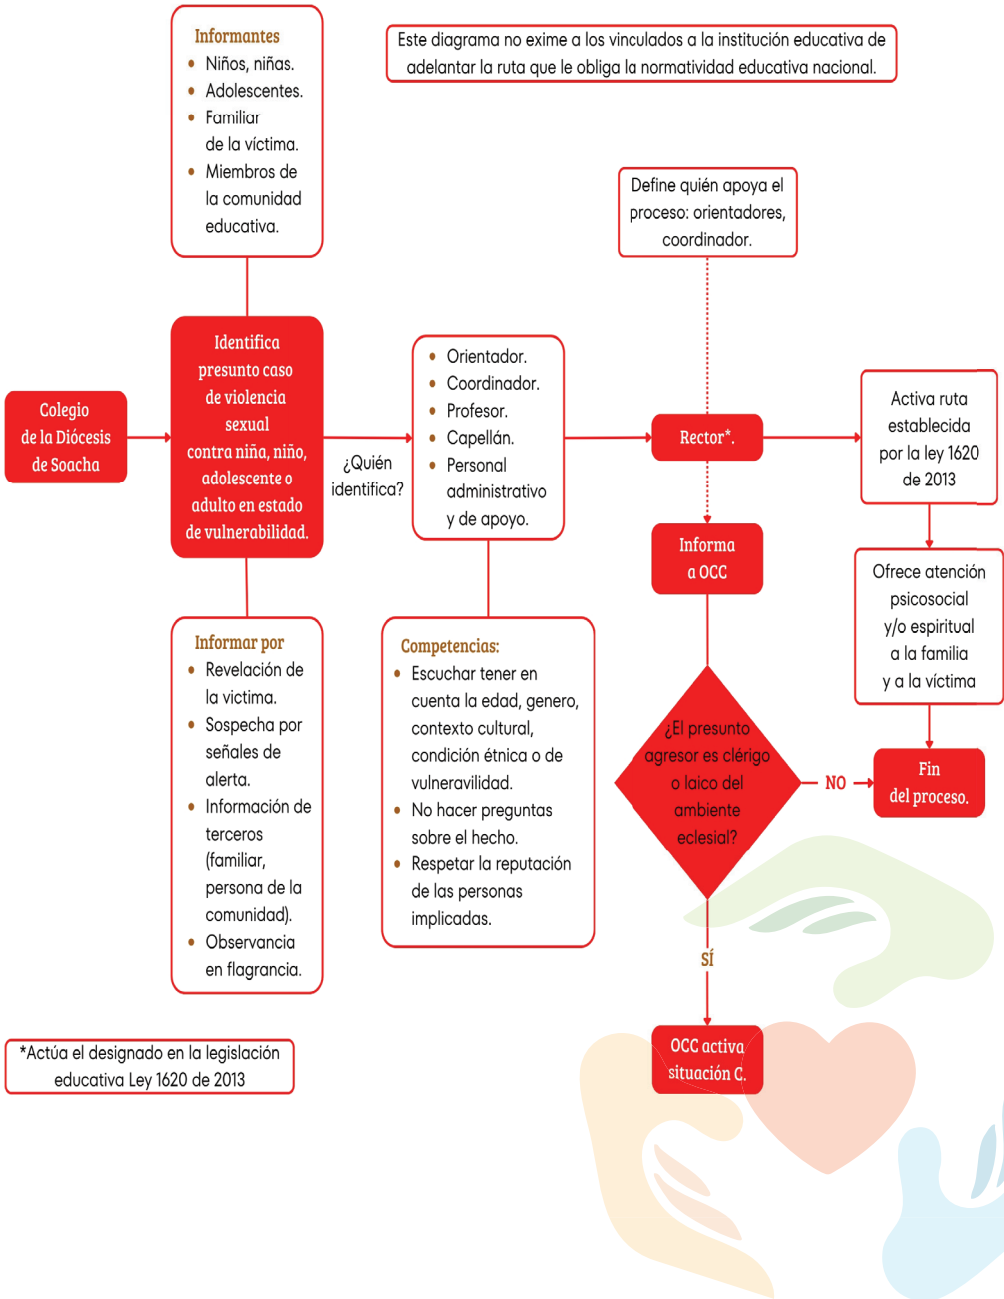 Informantes
Niños, niñas.
Adolescentes.
Familiar
de la víctima.
Miembros de
la comunidad
educativa.
Este diagrama no exime a los vinculados a la institución educativa de
adelantar la ruta que le obliga la normatividad educativa nacional.
Define quién apoya el
proceso: orientadores,
coordinador.
Colegio
de la Diócesis
de Soacha
Identifica
presunto caso
de violencia
sexual
contra niña, niño,
adolescente o
adulto en estado
de vulnerabilidad.
¿Quién
identifica?
Orientador.
Coordinador.
Profesor.
Capellán.
Personal
administrativo
y de apoyo.
Rector*.
Activa ruta
establecida
por la ley 1620
de 2013
Informa
a OCC
Ofrece atención
psicosocial
y/o espiritual
a la familia
y a la víctima
Informar por
Revelación de
la victima.
Sospecha por
señales de
alerta.
Información de
terceros
(familiar,
persona de la
comunidad).
Observancia
en flagrancia.
Competencias:
Escuchar tener en
cuenta la edad, genero,
contexto cultural,
condición étnica o de
vulneravilidad.
No hacer preguntas
sobre el hecho.
Respetar la reputación
de las personas
implicadas.
¿El presunto
agresor es clérigo
o laico del
ambiente
eclesial?
NO
Fin
del proceso.
SÍ
OCC activa
situación C.
*Actúa el designado en la legislación
educativa Ley 1620 de 2013